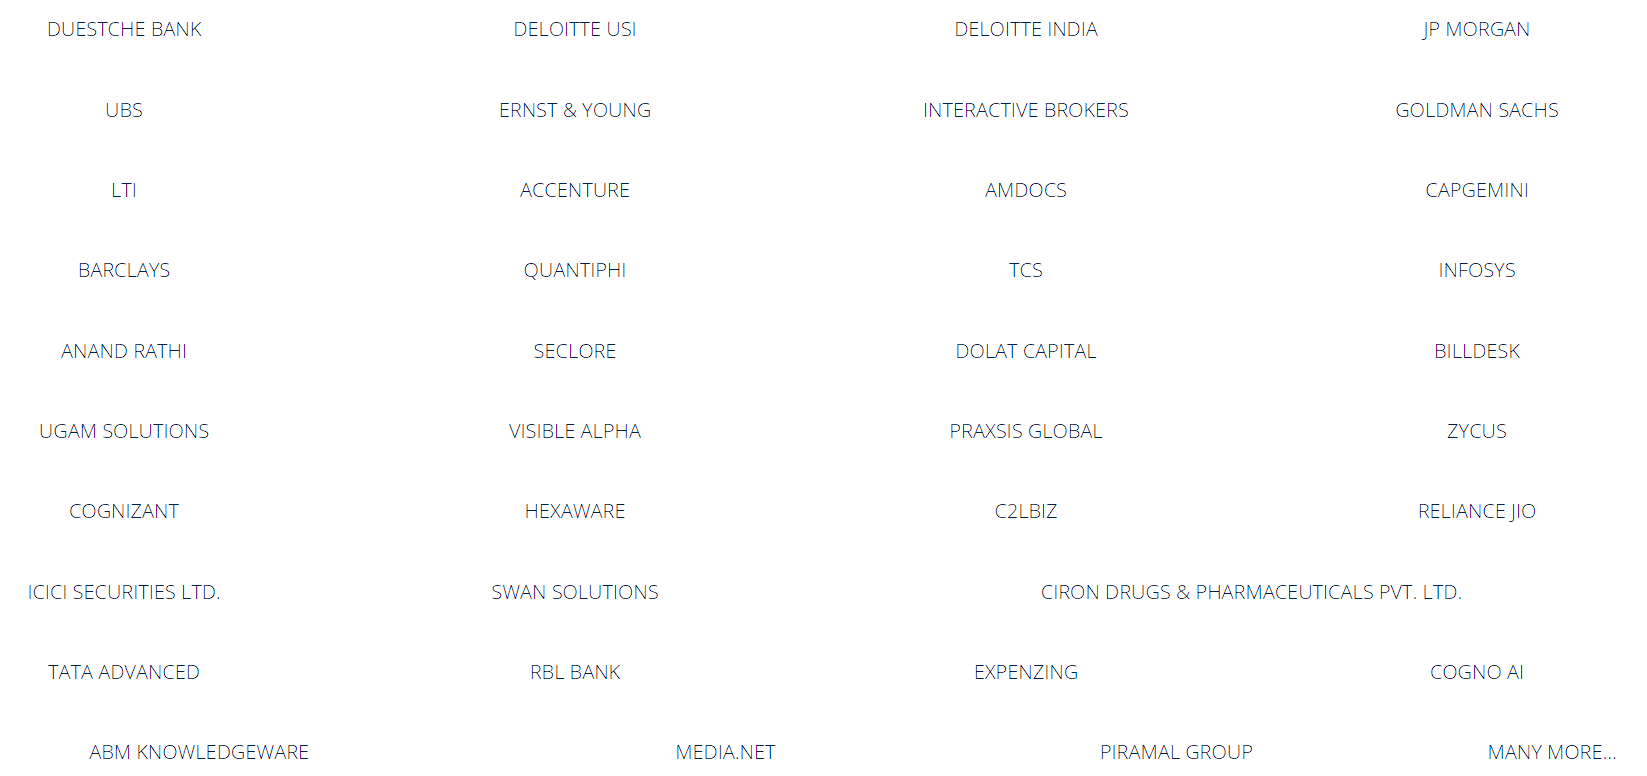 DUESTCHE BANK DELOITTE USI DELOITTE INDIA JP MORGAN
UBS ERNST & YOUNG INTERACTIVE BROKERS GOLDMAN SACHS
LTI ACCENTURE AMDOCS CAPGEMINI
BARCLAYS QUANTIPHI TCS INFOSYS
ANAND RATHI SECLORE DOLAT CAPITAL BILLDESK
UGAM SOLUTIONS VISIBLE ALPHA PRAXSIS GLOBAL ZYCUS
COGNIZANT HEXAWARE C2LBIZ RELIANCE JIO
ICICI SECURITIES LTD. SWAN SOLUTIONS CIRON DRUGS & PHARMACEUTICALS PVT. LTD.
TATA ADVANCED RBL BANK EXPENZING COGNO AI
ABM KNOWLEDGEWARE MEDIA.NET PIRAMAL GROUP MANY MORE...